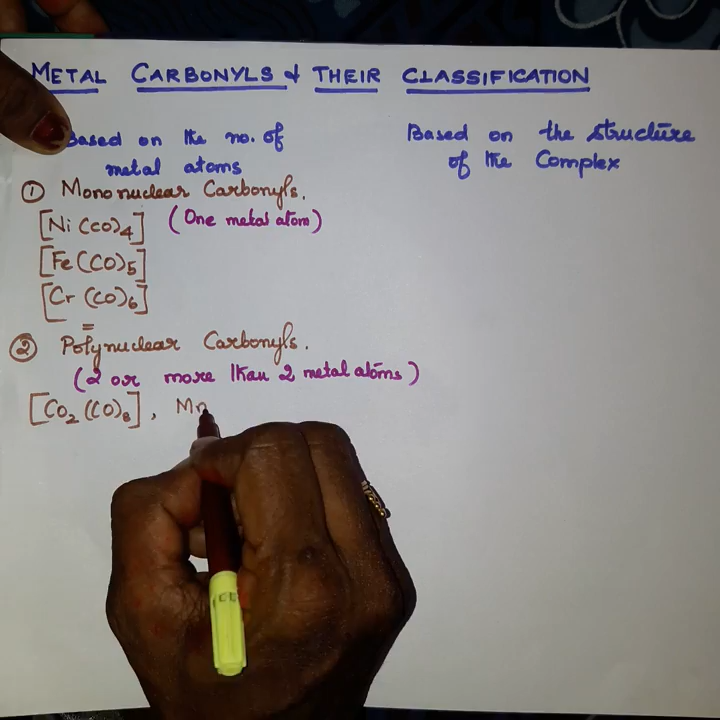 METAL CARBONYLS & THEIR CLASSIFICATION
Based on the no. of
metal atoms
Based on the structure
of the Complex
① Mononuclear Carbonyls.
[Ni(CO)4] (One metal atom)
[Fe(CO)5]
[Cr(CO)6]
② Polynuclear Carbonyls.
(2 or more than 2 metal atoms)
[Co2(CO)8], Mn